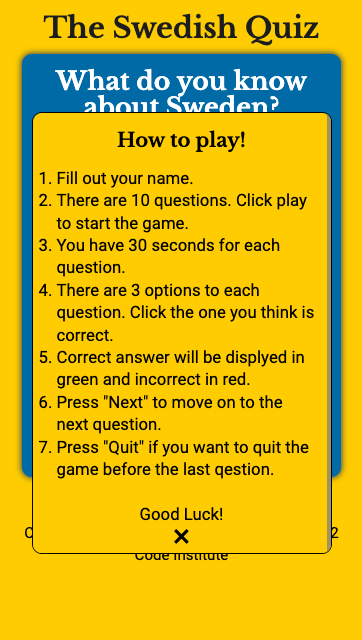 The Swedish Quiz
What do you know
about Sweden?
How to play!
1. Fill out your name.
2. There are 10 questions. Click play
to start the game.
3. You have 30 seconds for each
question.
4. There are 3 options to each
question. Click the one you think is
correct.
5. Correct answer will be displyed in
green and incorrect in red.
6. Press "Next" to move on to the
next question.
7. Press "Quit" if you want to quit the
game before the last qestion.
Good Luck!
Code Institute